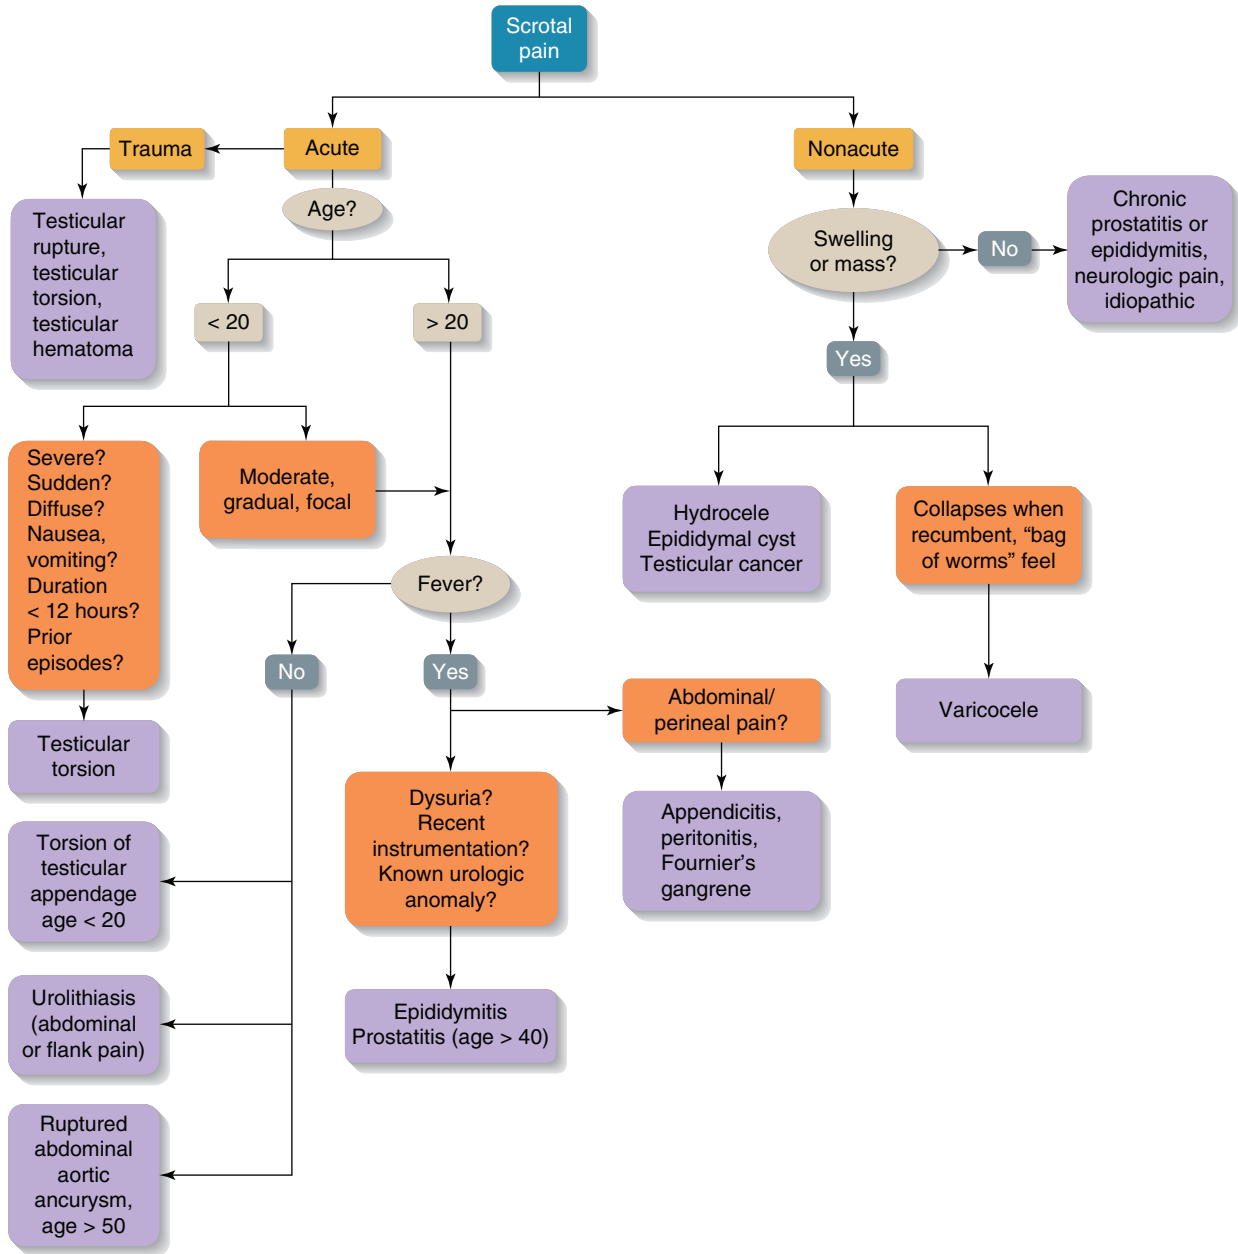 Scrotal
pain
Trauma
Acute
Nonacute
Testicular
rupture,
testicular
torsion,
testicular
hematoma
Age?
Swelling
or mass?
No
Chronic
prostatitis or
epididymitis,
neurologic pain,
idiopathic
< 20
> 20
Yes
Severe?
Sudden?
Diffuse?
Nausea,
vomiting?
Duration
< 12 hours?
Prior
episodes?
Moderate,
gradual, focal
Hydrocele
Epididymal cyst
Testicular cancer
Collapses when
recumbent, “bag
of worms” feel
Fever?
No
Yes
Testicular
torsion
Abdominal/
perineal pain?
Varicocele
Torsion of
testicular
appendage
age < 20
Dysuria?
Recent
instrumentation?
Known urologic
anomaly?
Appendicitis,
peritonitis,
Fournier’s
gangrene
Urolithiasis
(abdominal
or flank pain)
Epididymitis
Prostatitis (age > 40)
Ruptured
abdominal
aortic
ancurysm,
age > 50